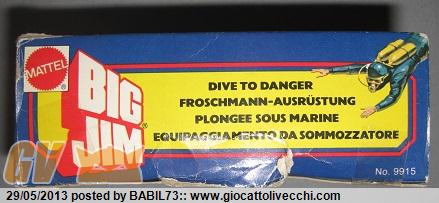 MATTEL
BIG
JIM®
DIVE TO DANGER
FROSCHMANN-AUSRÜSTUNG
PLONGEE SOUS MARINE
EQUIPAGGIAMENTO DA SOMMOZZATORE
No. 9915
GV
29/05/2013 posted by BABIL73:: www.giocattolivecchi.com